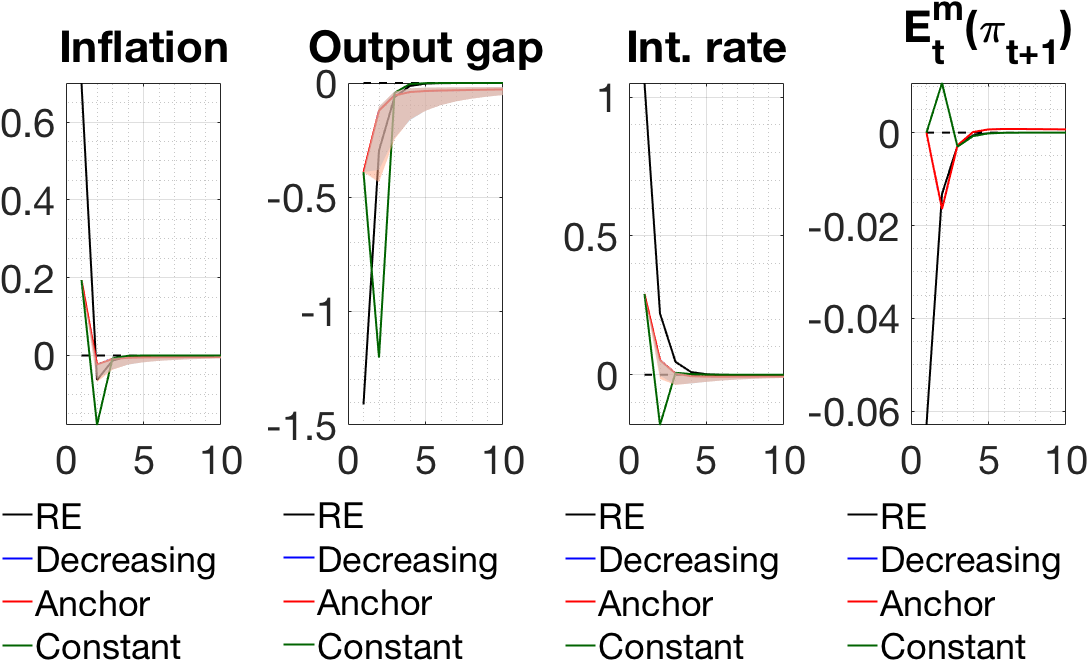 Inflation
0.6
0.4
0.2
0
0 5 10
RE
Decreasing
Anchor
Constant
Output gap
0
-0.5
-1
-1.5
0 5 10
RE
Decreasing
Anchor
Constant
Int. rate
1
0.5
0
0 5 10
RE
Decreasing
Anchor
Constant
E_t^m(π_{t+1})
0
-0.02
-0.04
-0.06
0 5 10
RE
Decreasing
Anchor
Constant